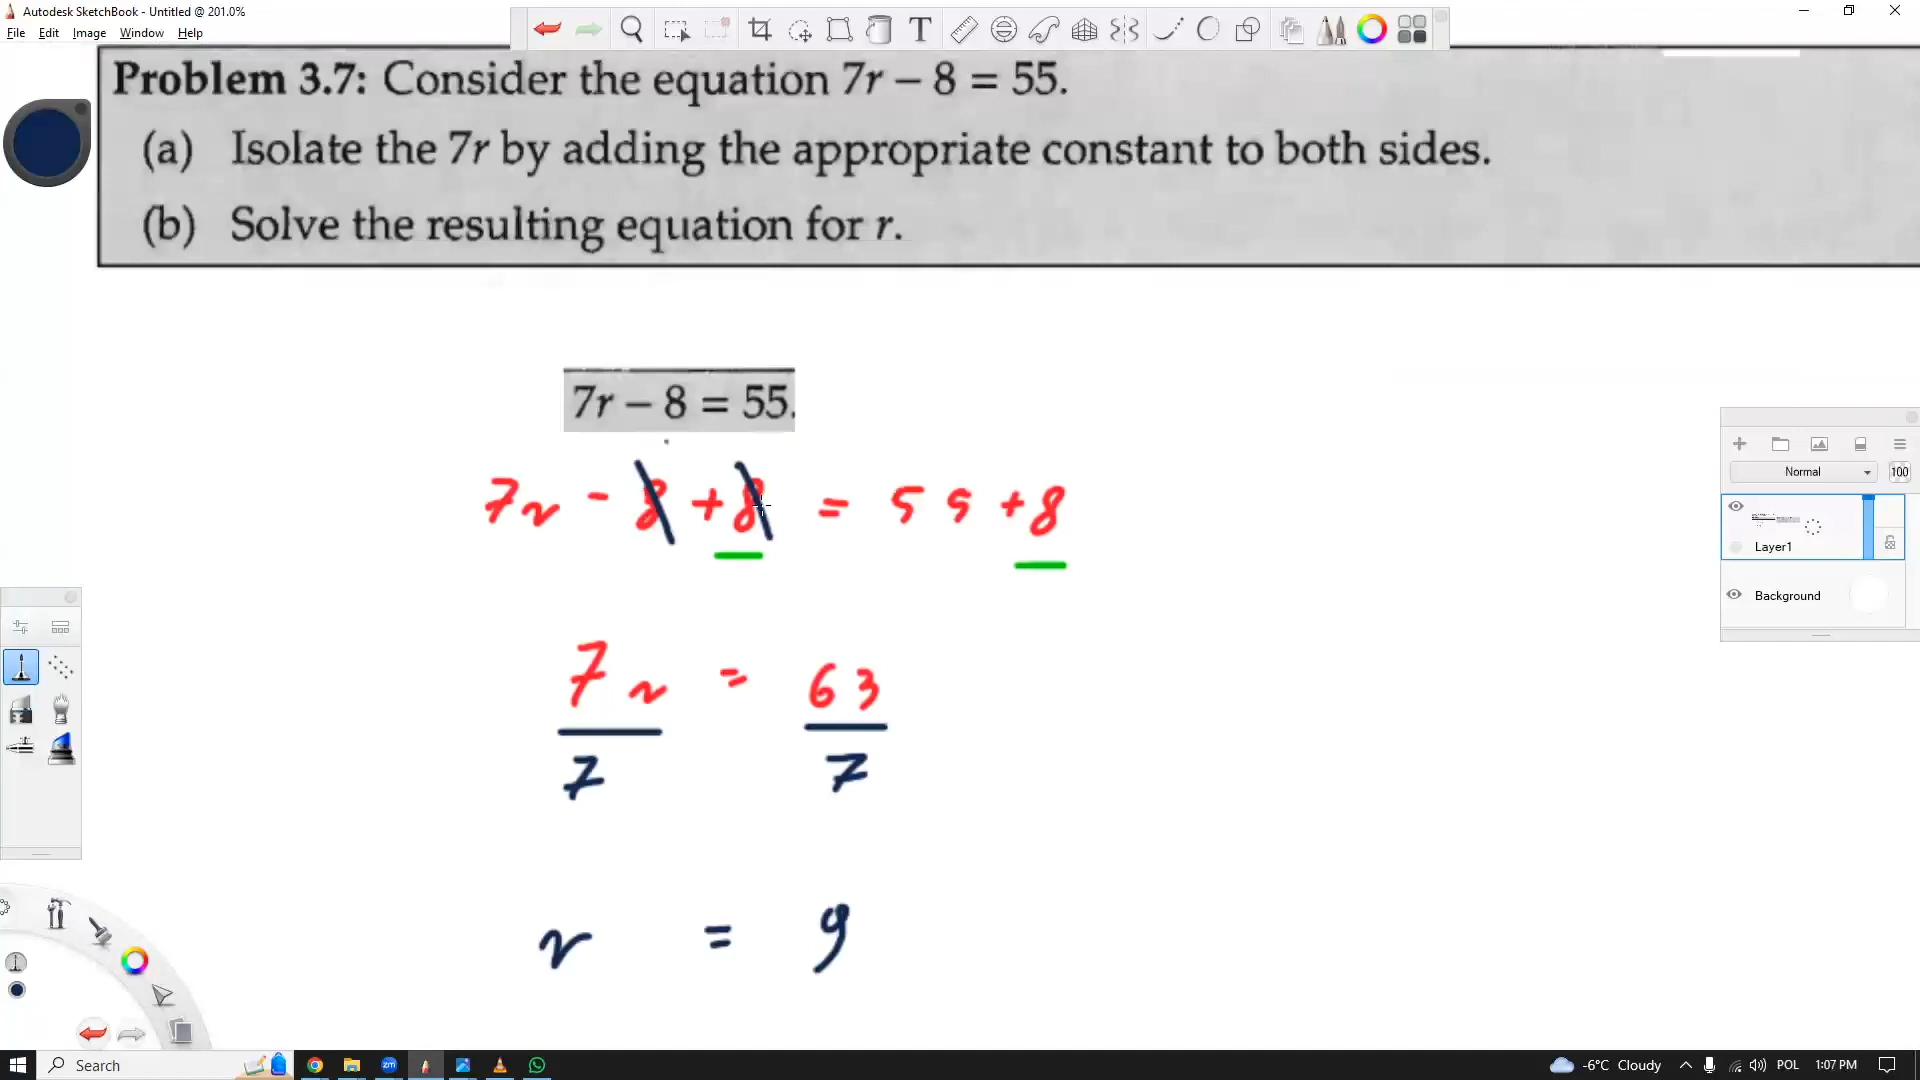 Autodesk SketchBook - Untitled @ 201.0%
File Edit Image Window Help
T
Problem 3.7: Consider the equation 7r − 8 = 55.
(a) Isolate the 7r by adding the appropriate constant to both sides.
(b) Solve the resulting equation for r.
7r − 8 = 55.
7r - 8 + 8 = 55 + 8
7r = 63
7 7
r = 9
Normal 100
Layer1
Background
Search
zm
-6°C Cloudy
POL
1:07 PM